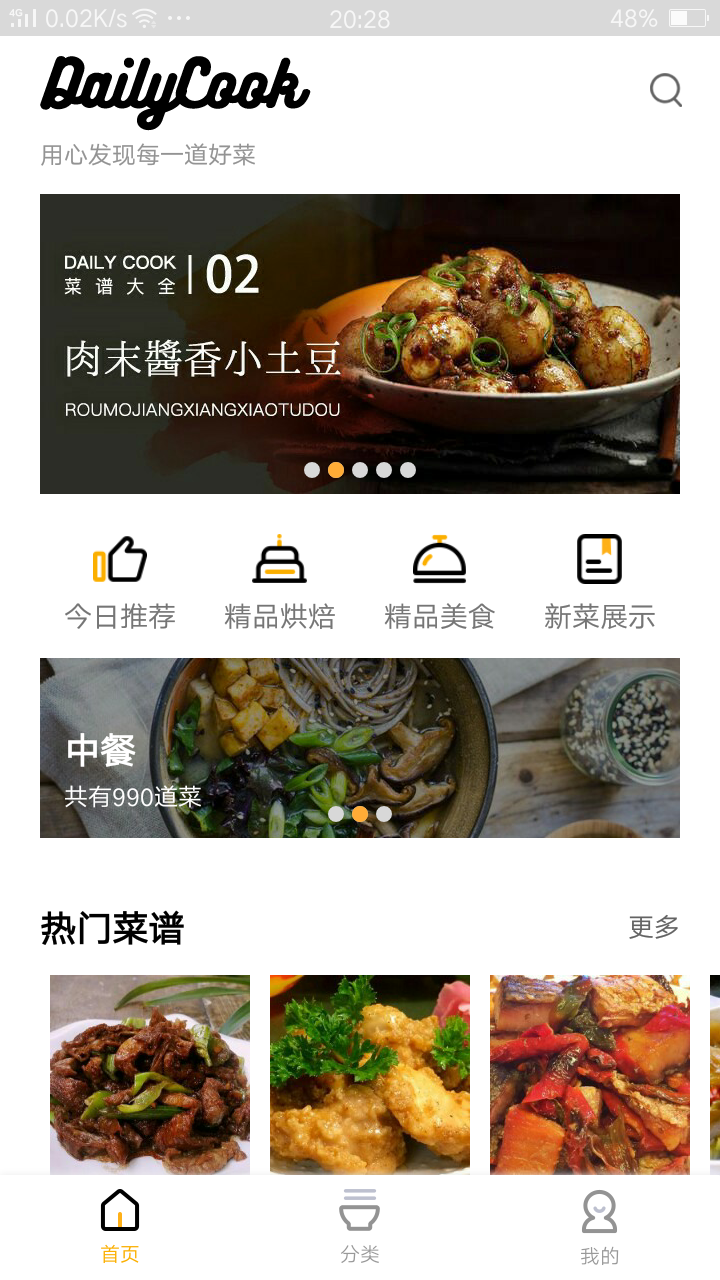 4G 0.02K/s 20:28 48%
DailyCook
用心发现每一道好菜
DAILY COOK
菜谱大全
02
肉末醬香小土豆
ROUMOJIANGXIANGXIAOTUDOU
今日推荐 精品烘焙 精品美食 新菜展示
中餐
共有990道菜
热门菜谱 更多
首页 分类 我的